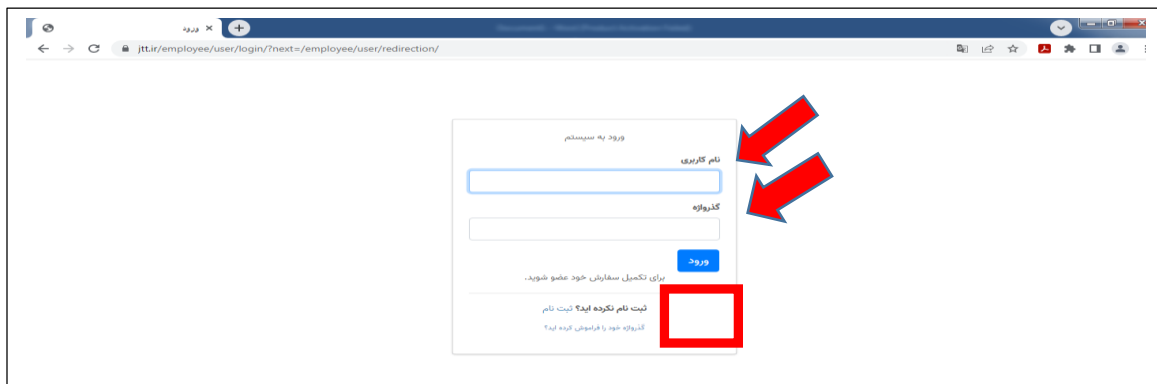 ورود
jtt.ir/employee/user/login/?next=/employee/user/redirection/
ورود به سیستم
نام کاربری
گذرواژه
ورود
برای تکمیل سفارش خود عضو شوید.
ثبت نام نکرده اید؟ ثبت نام
گذرواژه خود را فراموش کرده اید؟